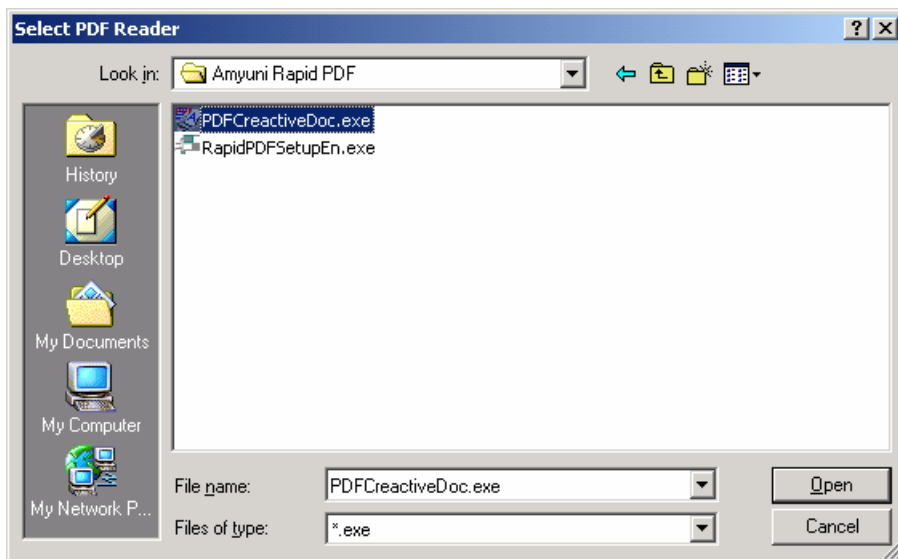 Select PDF Reader
Look in: Amyuni Rapid PDF
PDFCreactiveDoc.exe
RapidPDFSetupEn.exe
History
Desktop
My Documents
My Computer
My Network P...
File name: PDFCreactiveDoc.exe Open
Files of type: *.exe Cancel